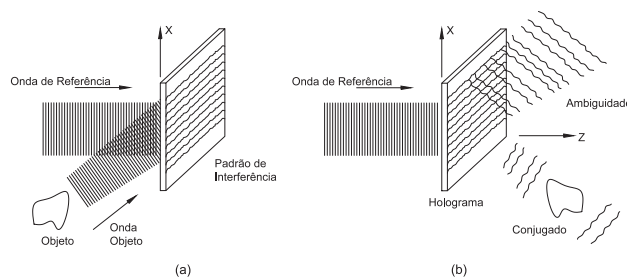 X
Onda de Referência
Padrão de
Interferência
Objeto
Onda
Objeto
(a)
X
Onda de Referência
Ambiguidade
Z
Holograma
Conjugado
(b)